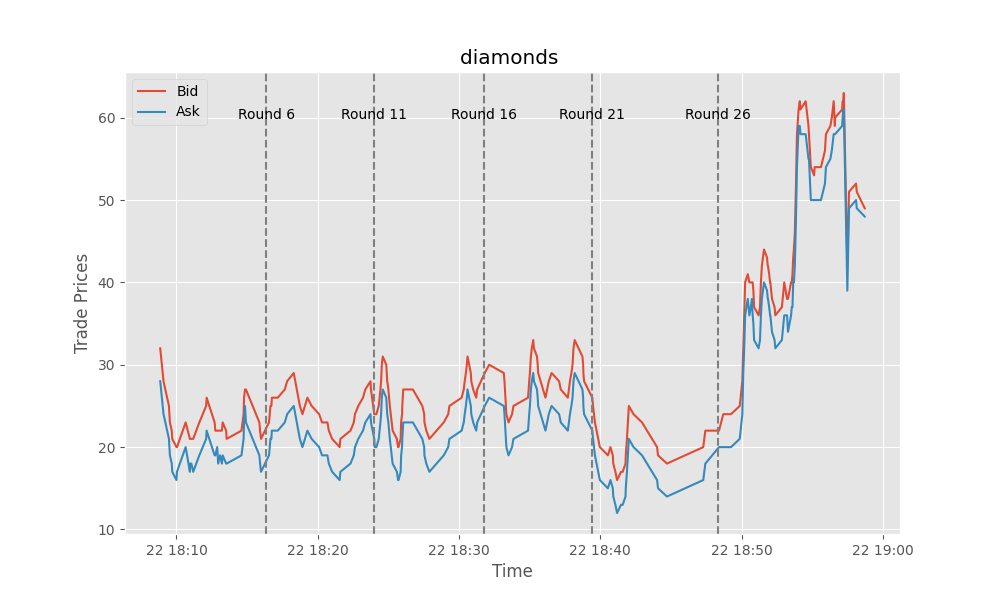 diamonds
Bid
Ask
Round 6
Round 11
Round 16
Round 21
Round 26
60
50
40
30
20
10
Trade Prices
22 18:10
22 18:20
22 18:30
22 18:40
22 18:50
22 19:00
Time